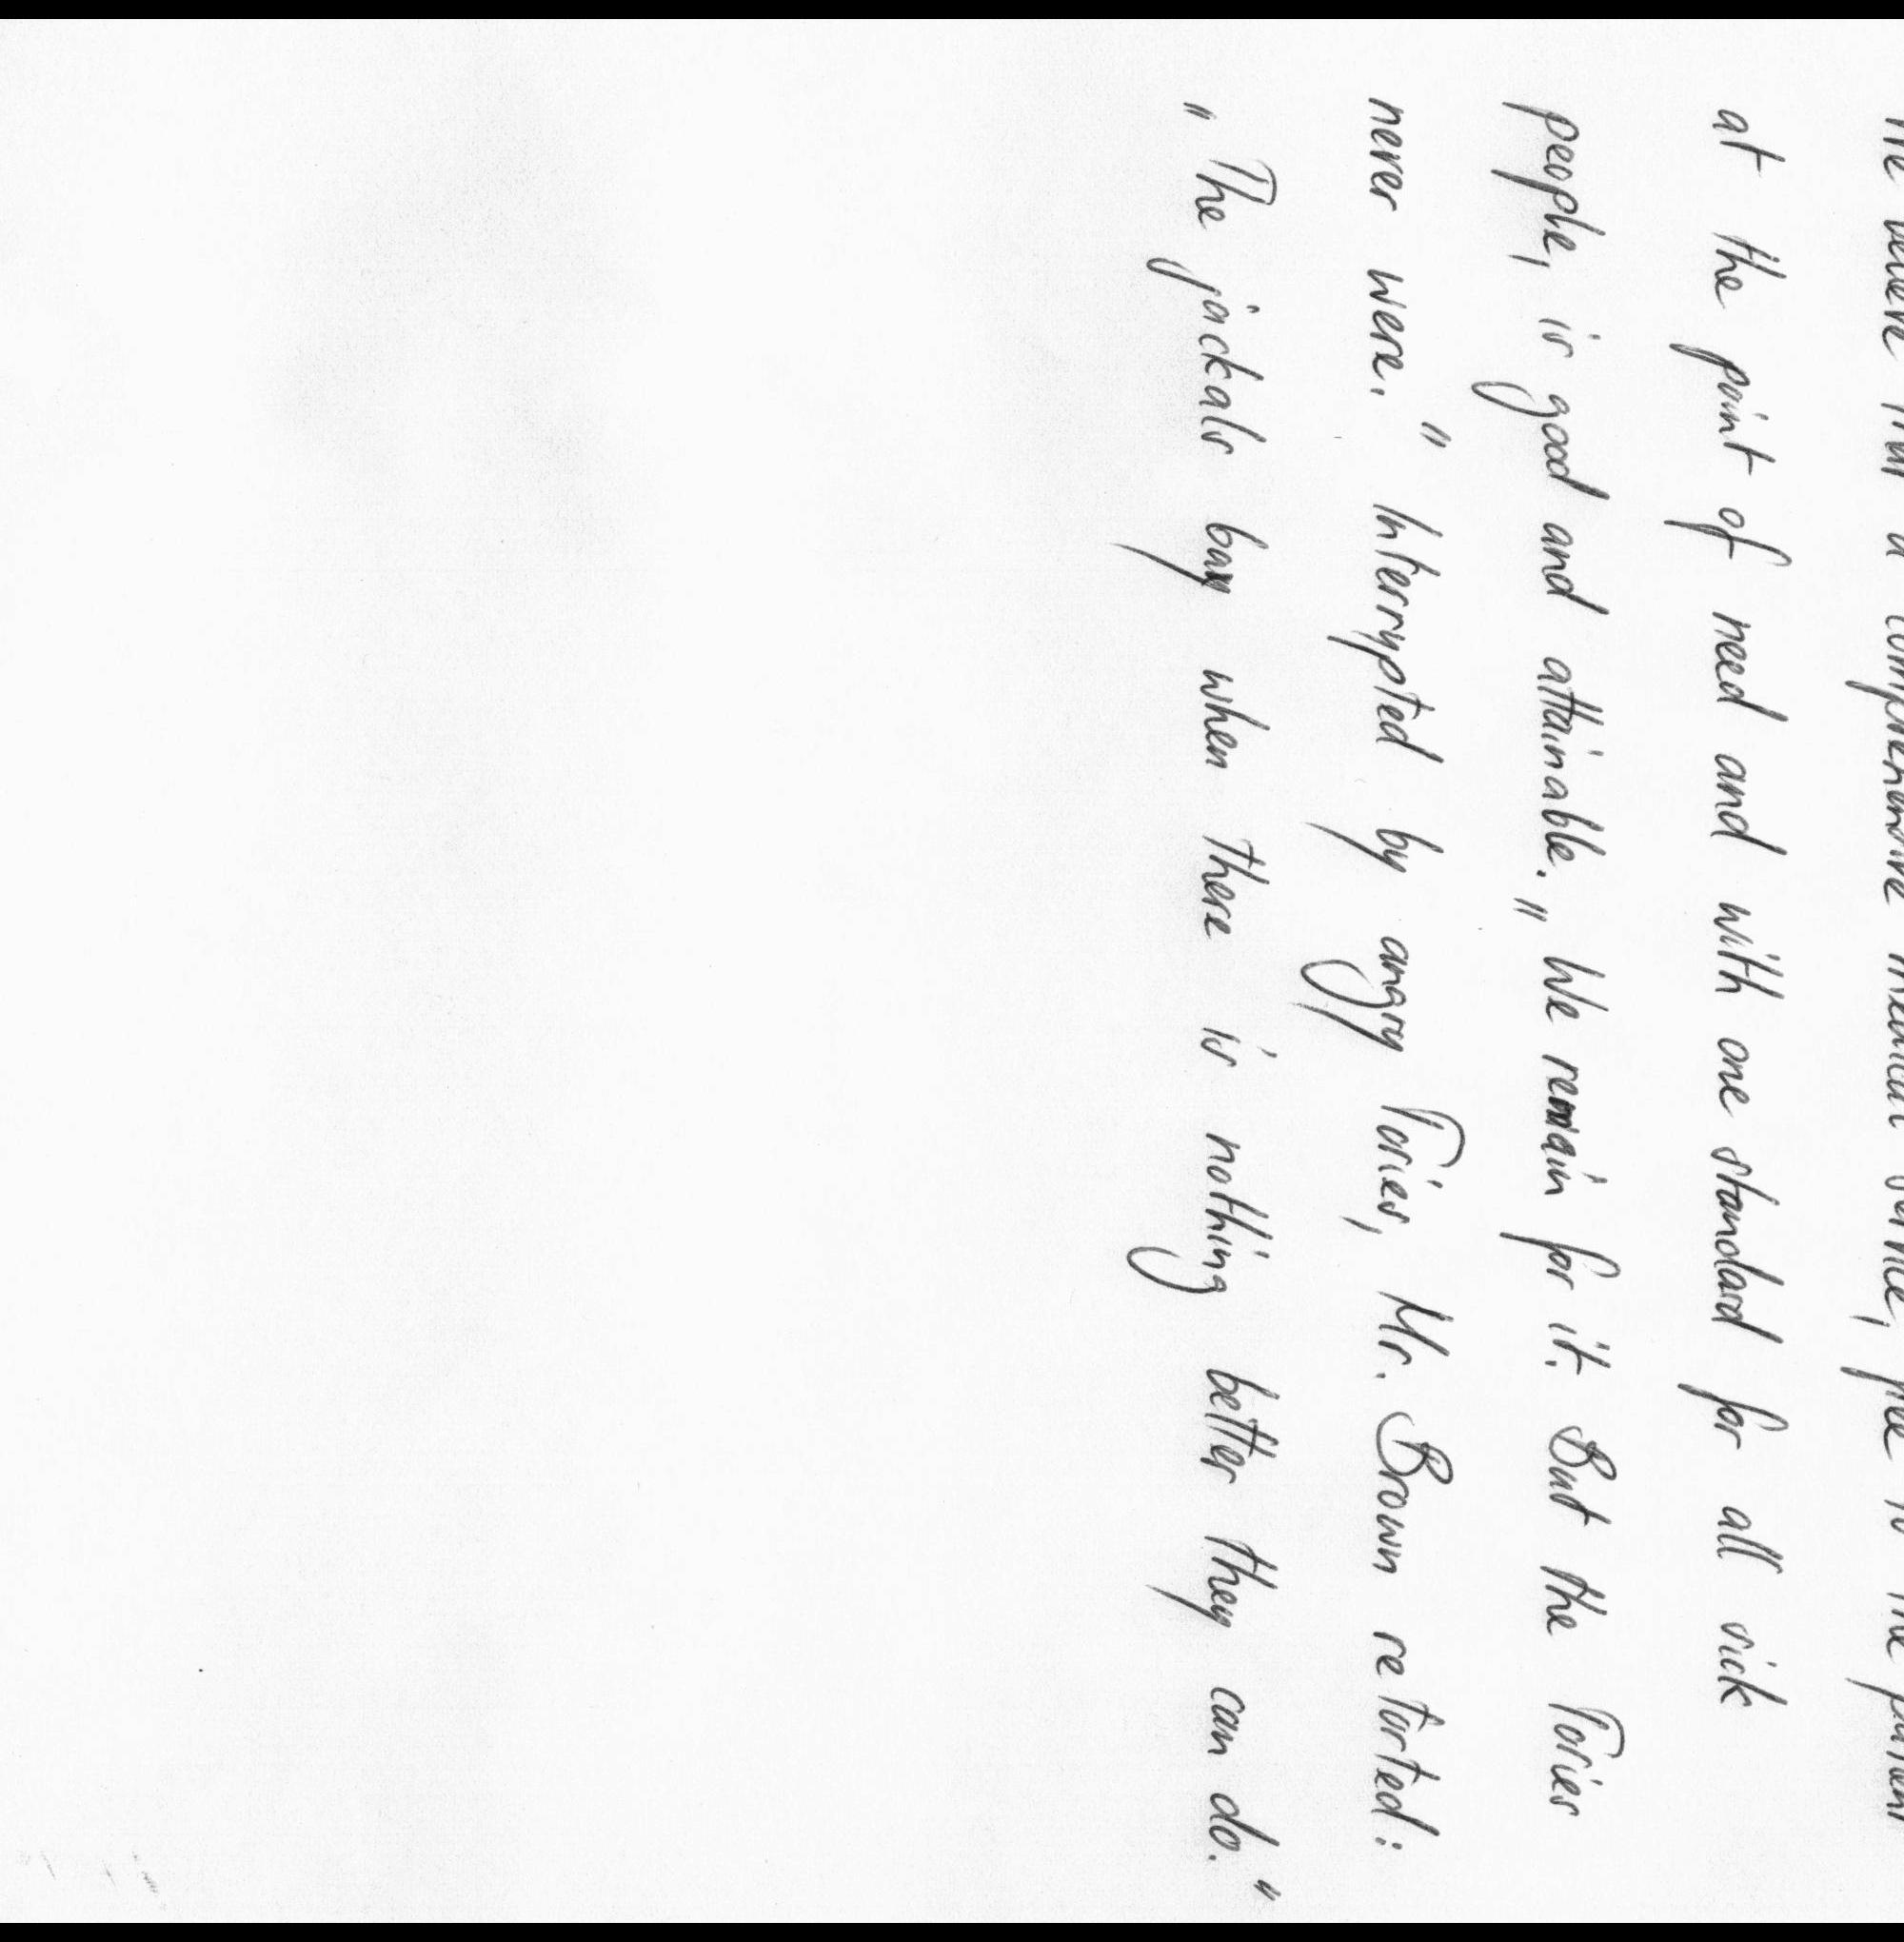 We believe that a comprehensive medical service, free to the patient
at the point of need and with one standard for all sick
people, is good and attainable. „ We remain for it. But the Tories
never were. " Interrypted by angry Tories, Mr. Brown retorted:
„ The jackals bay when there is nothing better they can do. "